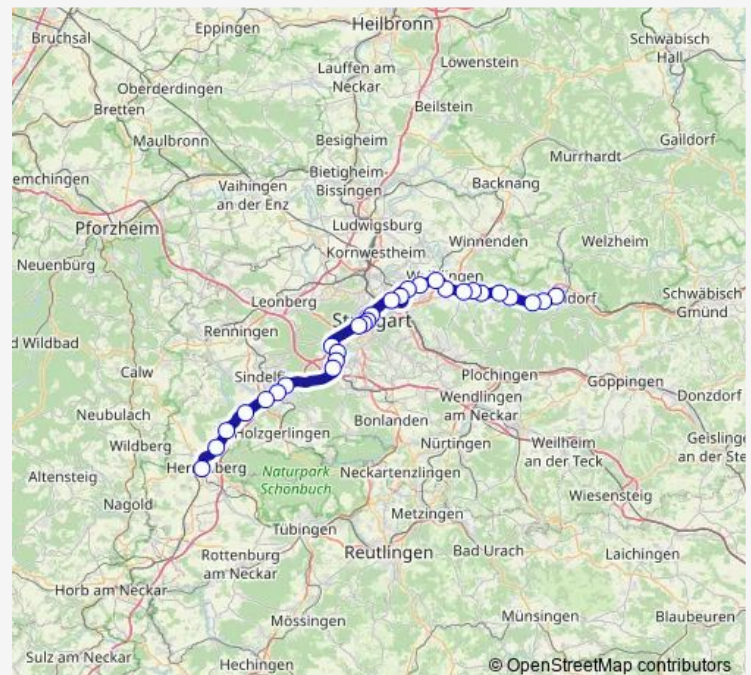 Bruchsal
Eppingen
Heilbronn
Schwäbisch
Hall
Löwenstein
Lauffen am
Neckar
Oberderdingen
Bretten
Beilstein
Maulbronn
Besigheim
Gaildorf
Murrhardt
emchingen
Bietigheim-
Bissingen
Vaihingen
an der Enz
Backnang
Pforzheim
Ludwigsburg
Winnenden
Welzheim
Kornwestheim
Neuenbürg
Leonberg
dorf
Schwäbisch
Gmünd
Renningen
d Wildbad
Calw
Sindelf
Plochingen
Göppingen
Wendlingen
am Neckar
Donzdorf
Neubulach
Bonlanden
Holzgerlingen
Nürtingen
Weilheim
an der Teck
Geislinge
an der Ste
Wildberg
Altensteig
Naturpark
Schönbuch
Neckartenzlingen
Wiesensteig
Nagold
Metzingen
Tübingen
Reutlingen
Bad Urach
Laichingen
Rottenburg
am Neckar
Horb am Neckar
Mössingen
Münsingen
Blaubeuren
Sulz am Neckar
Hechingen
© OpenStreetMap contributors